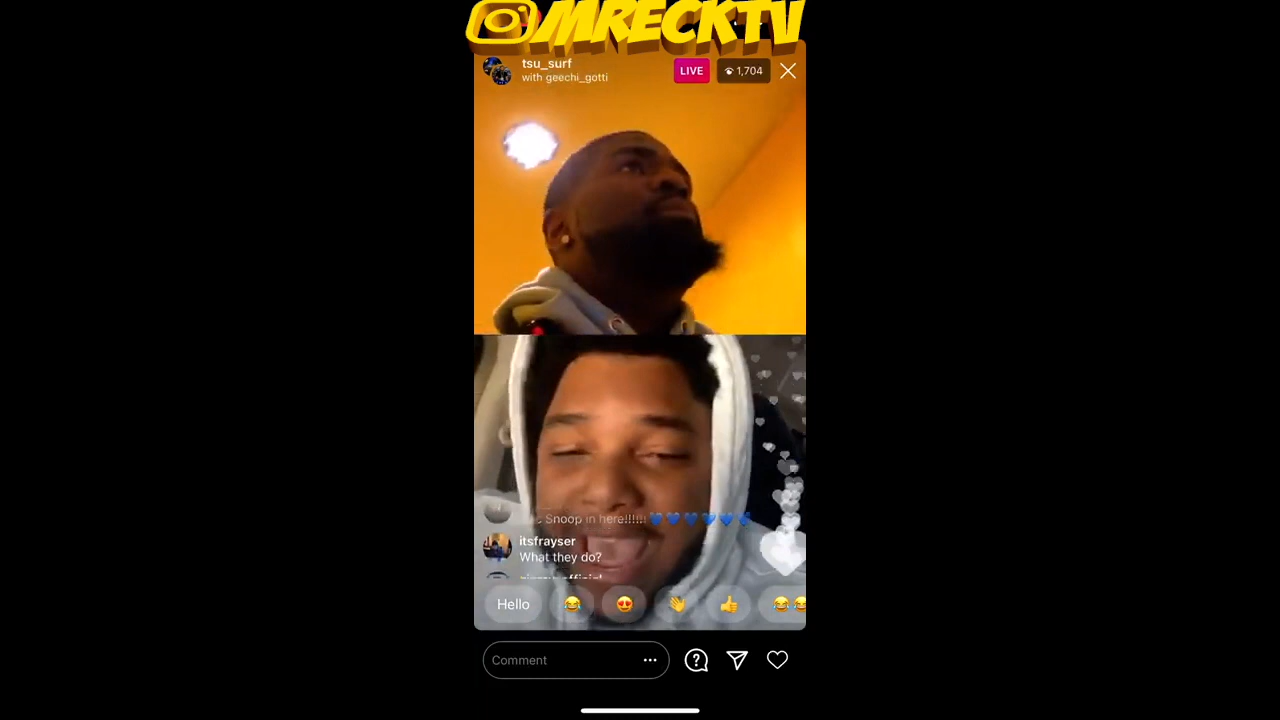 MRECKTV
tsu_surf
with geechi_gotti
LIVE
1,704
Snoop in here!!!!!! 💙💙💙💙💙💙
itsfrayser
What they do?
Hello
Comment